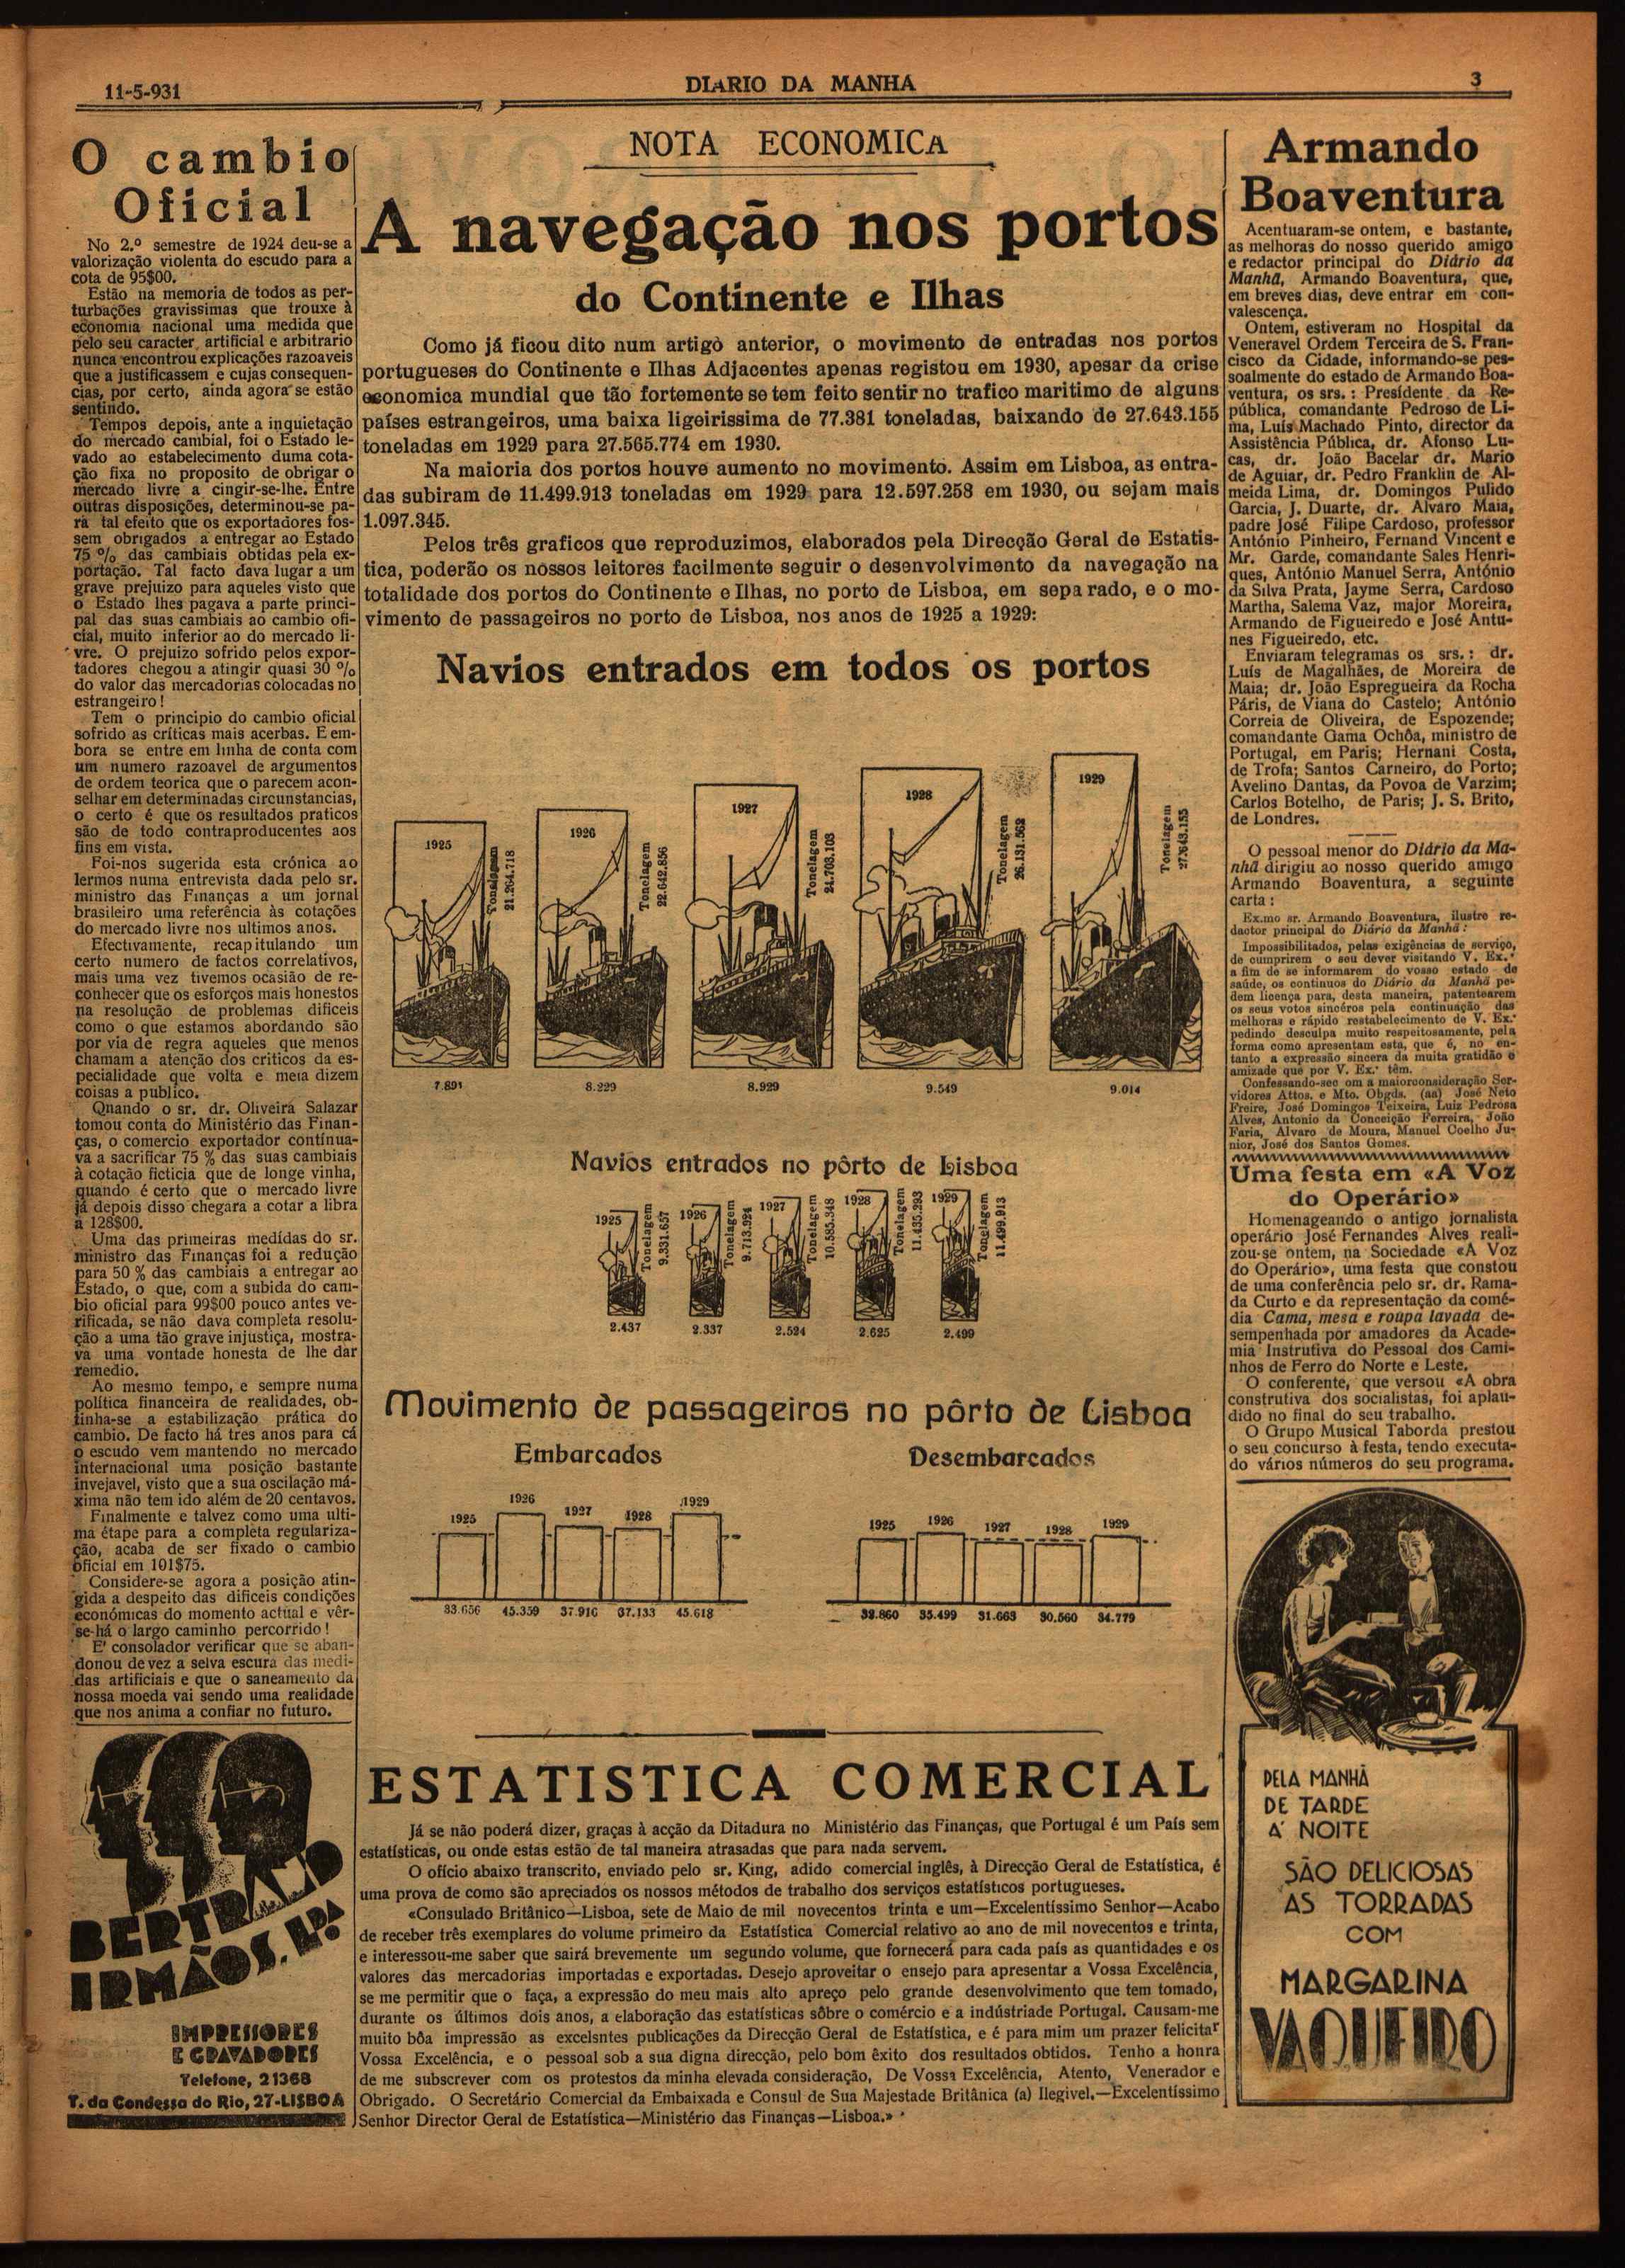 11-5-931
DIARIO DA MANHÃ
3
O cambio
Oficial
No 2.º semestre de 1924 deu-se a
valorização violenta do escudo para a
cota de 95$00.
Estão na memoria de todos as per-
turbações gravissimas que trouxe à
economia nacional uma medida que
pelo seu caracter artificial e arbitrario
nunca encontrou explicações razoaveis
que a justificassem e cujas consequen-
cias, por certo, ainda agora se estão
sentindo.
Tempos depois, ante a inquietação
do mercado cambial, foi o Estado le-
vado ao estabelecimento duma cota-
ção fixa no proposito de obrigar o
mercado livre a cingir-se-lhe. Entre
outras disposições, determinou-se pa-
ra tal efeito que os exportadores fos-
sem obrigados a entregar ao Estado
75 % das cambiais obtidas pela ex-
portação. Tal facto dava lugar a um
grave prejuizo para aqueles visto que
o Estado lhes pagava a parte princi-
pal das suas cambiais ao cambio ofi-
cial, muito inferior ao do mercado li-
vre. O prejuizo sofrido pelos expor-
tadores chegou a atingir quasi 30 %
do valor das mercadorias colocadas no
estrangeiro!
Tem o principio do cambio oficial
sofrido as críticas mais acerbas. E em-
bora se entre em linha de conta com
um numero razoavel de argumentos
de ordem teorica que o parecem acon-
selhar em determinadas circunstancias,
o certo é que os resultados praticos
são de todo contraproducentes aos
fins em vista.
Foi-nos sugerida esta crónica ao
lermos numa entrevista dada pelo sr.
ministro das Finanças a um jornal
brasileiro uma referência às cotações
do mercado livre nos ultimos anos.
Efectivamente, recapitulando um
certo numero de factos correlativos,
mais uma vez tivemos ocasião de re-
conhecer que os esforços mais honestos
na resolução de problemas dificeis
como o que estamos abordando são
por via de regra aqueles que menos
chamam a atenção dos criticos da es-
pecialidade que volta e meia dizem
coisas a publico.
Quando o sr. dr. Oliveira Salazar
tomou conta do Ministério das Finan-
ças, o comercio exportador continua-
va a sacrificar 75 % das suas cambiais
à cotação ficticia que de longe vinha,
quando é certo que o mercado livre
já depois disso chegara a cotar a libra
a 128$00.
Uma das primeiras medidas do sr.
ministro das Finanças foi a redução
para 50 % das cambiais a entregar ao
Estado, o que, com a subida do cam-
bio oficial para 99$00 pouco antes ve-
rificada, se não dava completa resolu-
ção a uma tão grave injustiça, mostra-
va uma vontade honesta de lhe dar
remedio.
Ao mesmo tempo, e sempre numa
política financeira de realidades, ob-
tinha-se a estabilização prática do
cambio. De facto há tres anos para cá
o escudo vem mantendo no mercado
internacional uma posição bastante
invejavel, visto que a sua oscilação má-
xima não tem ido além de 20 centavos.
Finalmente e talvez como uma ulti-
ma étape para a completa regulariza-
ção, acaba de ser fixado o cambio
oficial em 101$75.
Considere-se agora a posição atin-
gida a despeito das dificeis condições
económicas do momento actual e vêr-
se-há o largo caminho percorrido!
E' consolador verificar que se aban-
donou de vez a selva escura das medi-
das artificiais e que o saneamento da
nossa moeda vai sendo uma realidade
que nos anima a confiar no futuro.
BERTRAND
IRMÃOS, LDA
IMPRESSORES
E GRAVADORES
Telefone, 21368
T. da Condessa do Rio, 27-LISBOA
NOTA ECONOMICA
A navegação nos portos
do Continente e Ilhas
Como já ficou dito num artigo anterior, o movimento de entradas nos portos
portugueses do Continente e Ilhas Adjacentes apenas registou em 1930, apesar da crise
economica mundial que tão fortemente se tem feito sentir no trafico maritimo de alguns
países estrangeiros, uma baixa ligeirissima de 77.381 toneladas, baixando de 27.643.155
toneladas em 1929 para 27.565.774 em 1930.
Na maioria dos portos houve aumento no movimento. Assim em Lisboa, as entra-
das subiram de 11.499.913 toneladas em 1929 para 12.597.258 em 1930, ou sejam mais
1.097.345.
Pelos três graficos que reproduzimos, elaborados pela Direcção Geral de Estatis-
tica, poderão os nossos leitores facilmente seguir o desenvolvimento da navegação na
totalidade dos portos do Continente e Ilhas, no porto de Lisboa, em separado, e o mo-
vimento de passageiros no porto de Lisboa, nos anos de 1925 a 1929:
Navios entrados em todos os portos
1925
Tonelagem
21.264.718
7.891
1926
Tonelagem
22.642.856
8.229
1927
Tonelagem
24.703.103
8.929
1928
Tonelagem
26.131.562
9.549
1929
Tonelagem
27.643.155
9.014
Navios entrados no pôrto de Lisboa
1925
Tonelagem
9.331.657
2.437
1926
Tonelagem
9.713.924
2.337
1927
Tonelagem
10.585.348
2.524
1928
Tonelagem
11.435.293
2.625
1929
Tonelagem
11.499.913
2.499
Movimento de passageiros no pôrto de Lisboa
Embarcados
1925 1926 1927 1928 1929
33.656 45.359 37.916 37.133 45.618
Desembarcados
1925 1926 1927 1928 1929
33.860 35.499 31.663 30.560 34.779
ESTATISTICA COMERCIAL
Já se não poderá dizer, graças à acção da Ditadura no Ministério das Finanças, que Portugal é um País sem
estatísticas, ou onde estas estão de tal maneira atrasadas que para nada servem.
O ofício abaixo transcrito, enviado pelo sr. King, adido comercial inglês, à Direcção Geral de Estatística, é
uma prova de como são apreciados os nossos métodos de trabalho dos serviços estatísticos portugueses.
«Consulado Britânico—Lisboa, sete de Maio de mil novecentos trinta e um—Excelentíssimo Senhor—Acabo
de receber três exemplares do volume primeiro da Estatística Comercial relativo ao ano de mil novecentos e trinta,
e interessou-me saber que sairá brevemente um segundo volume, que fornecerá para cada país as quantidades e os
valores das mercadorias importadas e exportadas. Desejo aproveitar o ensejo para apresentar a Vossa Excelência,
se me permitir que o faça, a expressão do meu mais alto apreço pelo grande desenvolvimento que tem tomado,
durante os últimos dois anos, a elaboração das estatísticas sôbre o comércio e a indústriade Portugal. Causam-me
muito bôa impressão as excelsntes publicações da Direcção Geral de Estatística, e é para mim um prazer felicitar
Vossa Excelência, e o pessoal sob a sua digna direcção, pelo bom êxito dos resultados obtidos. Tenho a honra
de me subscrever com os protestos da minha elevada consideração, De Vossa Excelência, Atento, Venerador e
Obrigado. O Secretário Comercial da Embaixada e Consul de Sua Majestade Britânica (a) Ilegivel.—Excelentíssimo
Senhor Director Geral de Estatística—Ministério das Finanças—Lisboa.»
Armando
Boaventura
Acentuaram-se ontem, e bastante,
as melhoras do nosso querido amigo
e redactor principal do Diário da
Manhã, Armando Boaventura, que,
em breves dias, deve entrar em con-
valescença.
Ontem, estiveram no Hospital da
Veneravel Ordem Terceira de S. Fran-
cisco da Cidade, informando-se pes-
soalmente do estado de Armando Boa-
ventura, os srs.: Presidente da Re-
pública, comandante Pedroso de Li-
ma, Luís Machado Pinto, director da
Assistência Pública, dr. Afonso Lu-
cas, dr. João Bacelar dr. Mario
de Aguiar, dr. Pedro Franklin de Al-
meida Lima, dr. Domingos Pulido
Garcia, J. Duarte, dr. Alvaro Maia,
padre José Filipe Cardoso, professor
António Pinheiro, Fernand Vincent e
Mr. Garde, comandante Sales Henri-
ques, António Manuel Serra, António
da Silva Prata, Jayme Serra, Cardoso
Martha, Salema Vaz, major Moreira,
Armando de Figueiredo e José Antu-
nes Figueiredo, etc.
Enviaram telegramas os srs.: dr.
Luís de Magalhães, de Moreira de
Maia; dr. João Espregueira da Rocha
Páris, de Viana do Castelo; António
Correia de Oliveira, de Espozende;
comandante Gama Ochôa, ministro de
Portugal, em Paris; Hernani Costa,
de Trofa; Santos Carneiro, do Porto;
Avelino Dantas, da Povoa de Varzim;
Carlos Botelho, de Paris; J. S. Brito,
de Londres.
O pessoal menor do Diário da Ma-
nhã dirigiu ao nosso querido amigo
Armando Boaventura, a seguinte
carta:
Ex.mo sr. Armando Boaventura, ilustre re-
dactor principal do Diário da Manhã:
Impossibilitados, pelas exigências de serviço,
de cumprirem o seu dever visitando V. Ex.ª
a fim de se informarem do vosso estado de
saúde, os continuos do Diário da Manhã pe-
dem licença para, desta maneira, patentearem
os seus votos sincéros pela continuação das
melhoras e rápido restabelecimento de V. Ex.ª
pedindo desculpa muito respeitosamente, pela
forma como apresentam esta, que é, no en-
tanto a expressão sincera da muita gratidão e
amizade que por V. Ex.ª têm.
Confessando-sec om a maiorconsideração Ser-
vidores Attos. e Mto. Obgds. (aa) José Neto
Freire, José Domingos Teixeira, Luiz Pedrosa
Alves, Antonio da Conceição Ferreira, João
Faria, Alvaro de Moura, Manuel Coelho Ju-
nior, José dos Santos Gomes.
Uma festa em «A Voz
do Operário»
Homenageando o antigo jornalista
operário José Fernandes Alves reali-
zou-se ontem, na Sociedade «A Voz
do Operário», uma festa que constou
de uma conferência pelo sr. dr. Rama-
da Curto e da representação da comé-
dia Cama, mesa e roupa lavada de-
sempenhada por amadores da Acade-
mia Instrutiva do Pessoal dos Cami-
nhos de Ferro do Norte e Leste.
O conferente, que versou «A obra
construtiva dos socialistas, foi aplau-
dido no final do seu trabalho.
O Grupo Musical Taborda prestou
o seu concurso à festa, tendo executa-
do vários números do seu programa.
PELA MANHÃ
DE TARDE
A' NOITE
SÃO DELICIOSAS
AS TORRADAS
COM
MARGARINA
VAQUEIRO